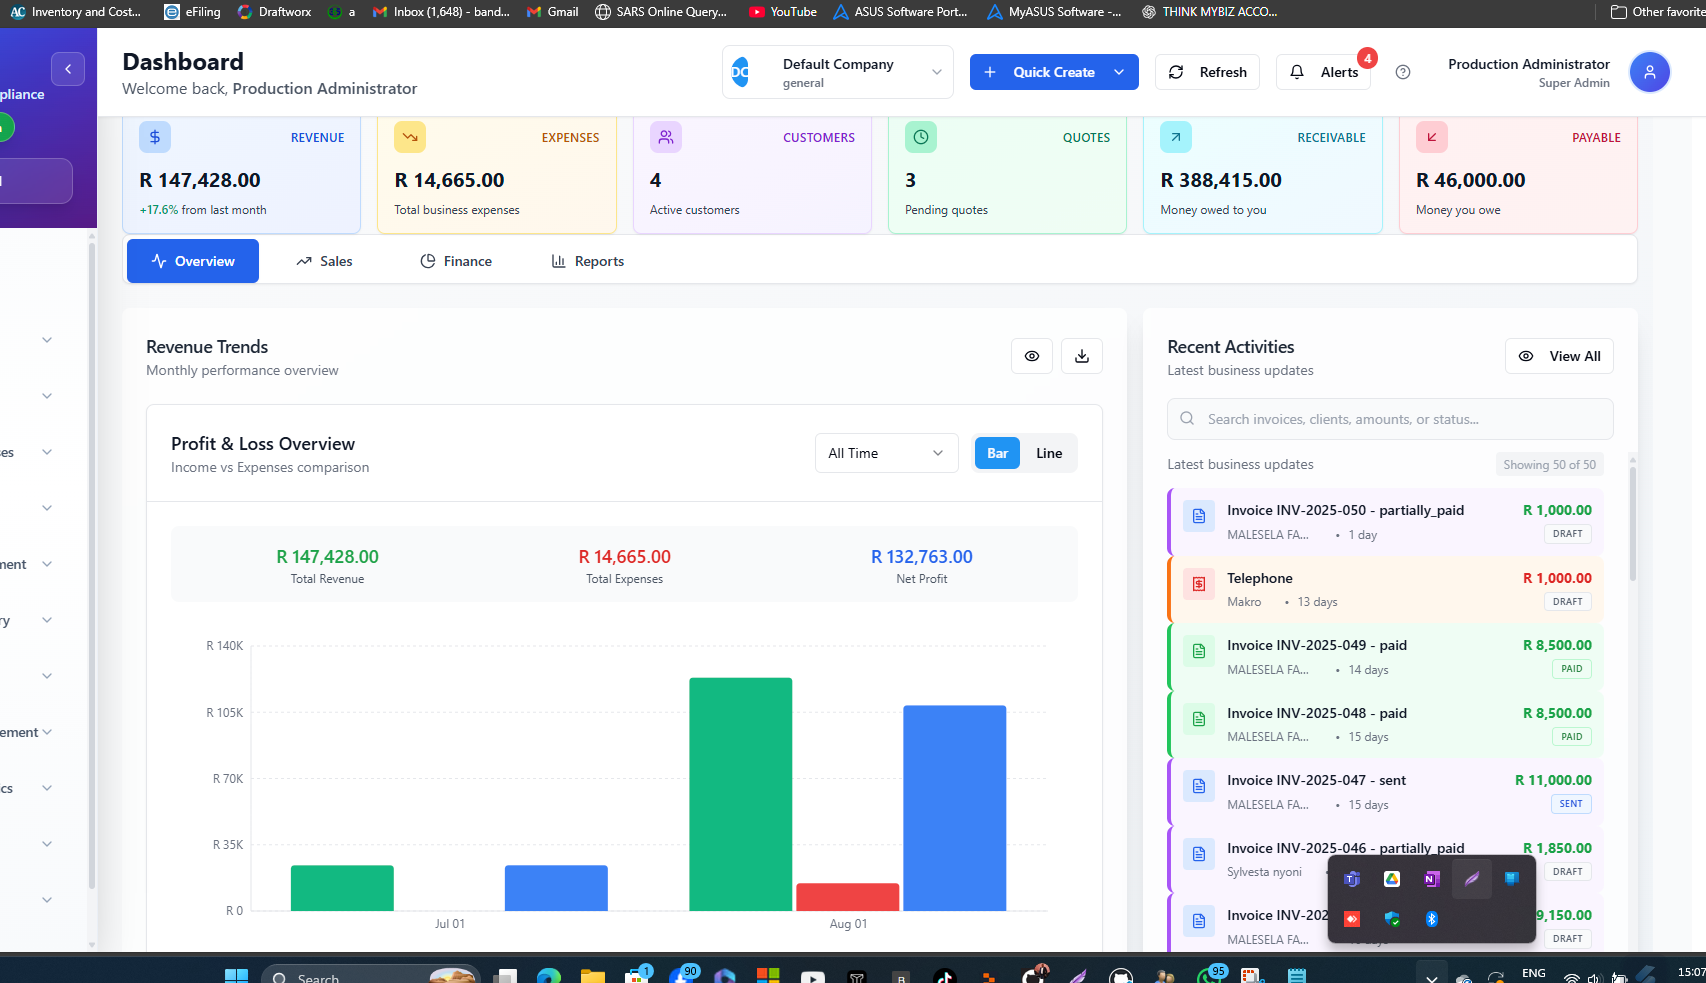 Inventory and Cost...
eFiling
Draftworx
a
Inbox (1,648) - band...
Gmail
SARS Online Query...
YouTube
ASUS Software Port...
MyASUS Software -...
THINK MYBIZ ACCO...
Other favorite
pliance
Dashboard
Welcome back, Production Administrator
DC
Default Company
general
Quick Create
Refresh
Alerts
4
Production Administrator
Super Admin
REVENUE
R 147,428.00
+17.6% from last month
EXPENSES
R 14,665.00
Total business expenses
CUSTOMERS
4
Active customers
QUOTES
3
Pending quotes
RECEIVABLE
R 388,415.00
Money owed to you
PAYABLE
R 46,000.00
Money you owe
Overview
Sales
Finance
Reports
es
ment
ry
ement
cs
Revenue Trends
Monthly performance overview
Profit & Loss Overview
Income vs Expenses comparison
All Time
Bar
Line
R 147,428.00
Total Revenue
R 14,665.00
Total Expenses
R 132,763.00
Net Profit
R 140K
R 105K
R 70K
R 35K
R 0
Jul 01
Aug 01
Recent Activities
Latest business updates
View All
Search invoices, clients, amounts, or status...
Latest business updates
Showing 50 of 50
Invoice INV-2025-050 - partially_paid
R 1,000.00
MALESELA FA...
• 1 day
DRAFT
Telephone
R 1,000.00
Makro
• 13 days
DRAFT
Invoice INV-2025-049 - paid
R 8,500.00
MALESELA FA...
• 14 days
PAID
Invoice INV-2025-048 - paid
R 8,500.00
MALESELA FA...
• 15 days
PAID
Invoice INV-2025-047 - sent
R 11,000.00
MALESELA FA...
• 15 days
SENT
Invoice INV-2025-046 - partially_paid
R 1,850.00
Sylvesta nyoni
DRAFT
Invoice INV-202
9,150.00
MALESELA FA...
DRAFT
Search
1
90
95
ENG
15:07